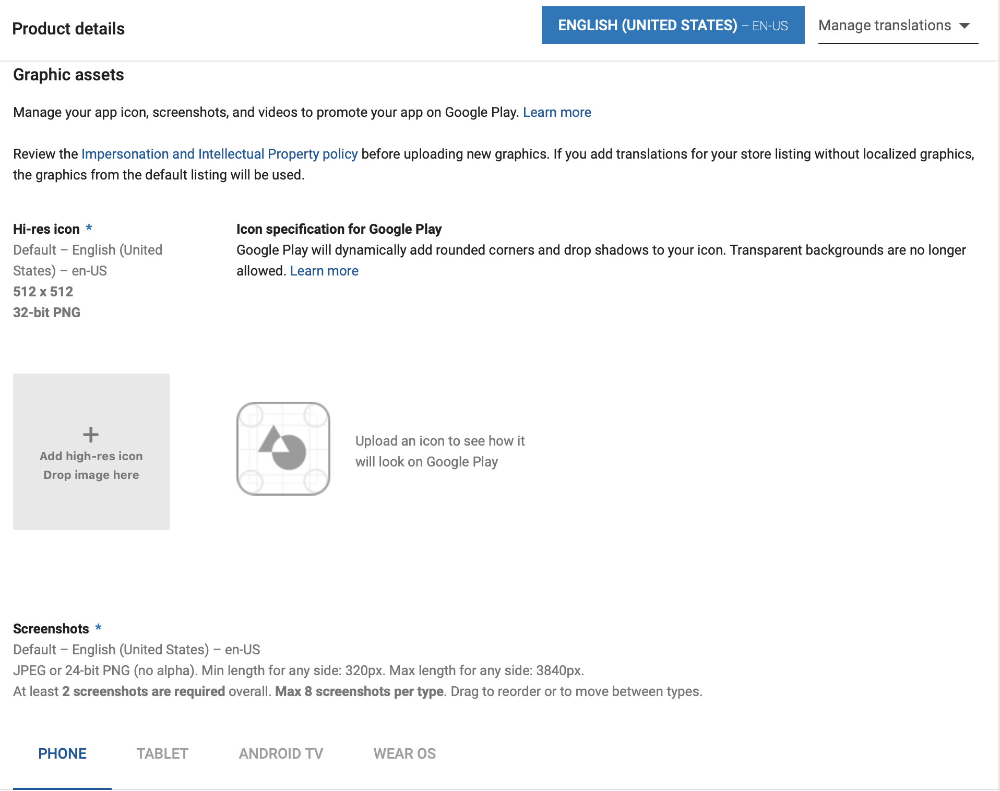 Product details
ENGLISH (UNITED STATES) – EN-US
Manage translations
Graphic assets
Manage your app icon, screenshots, and videos to promote your app on Google Play. Learn more
Review the Impersonation and Intellectual Property policy before uploading new graphics. If you add translations for your store listing without localized graphics,
the graphics from the default listing will be used.
Hi-res icon *
Default – English (United
States) – en-US
512 x 512
32-bit PNG
Icon specification for Google Play
Google Play will dynamically add rounded corners and drop shadows to your icon. Transparent backgrounds are no longer
allowed. Learn more
+
Add high-res icon
Drop image here
Upload an icon to see how it
will look on Google Play
Screenshots *
Default – English (United States) – en-US
JPEG or 24-bit PNG (no alpha). Min length for any side: 320px. Max length for any side: 3840px.
At least 2 screenshots are required overall. Max 8 screenshots per type. Drag to reorder or to move between types.
PHONE
TABLET
ANDROID TV
WEAR OS